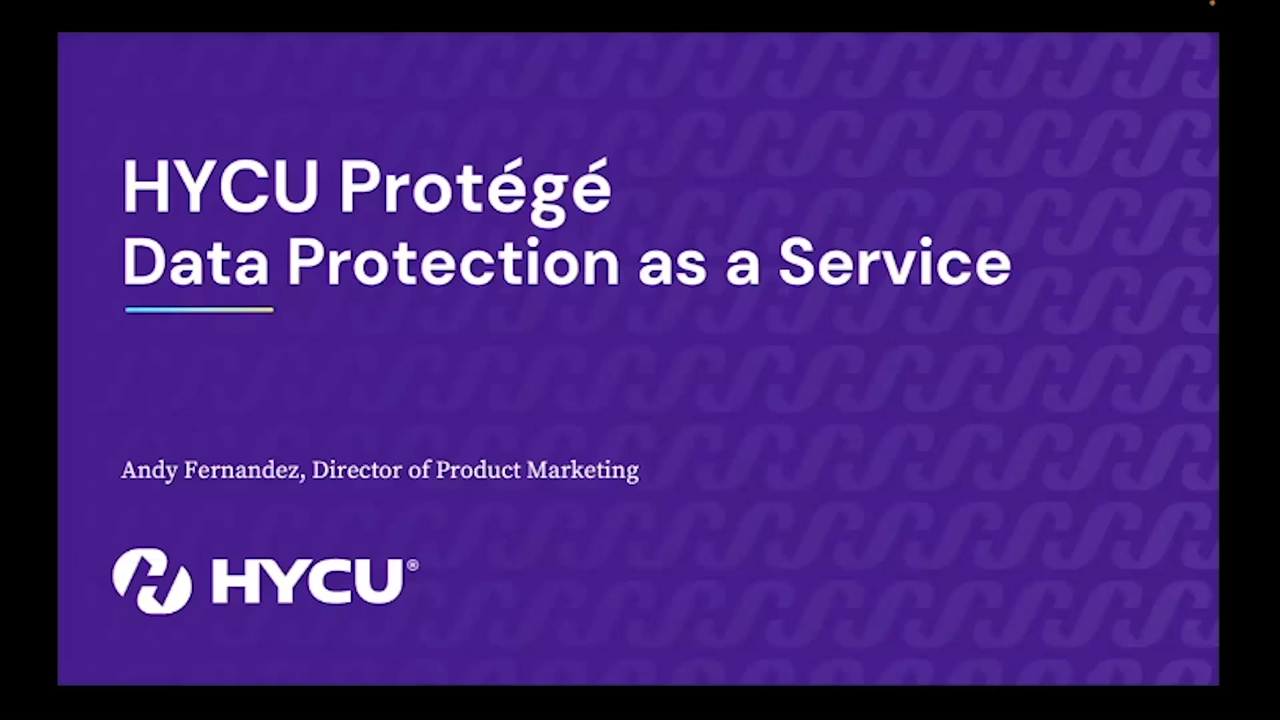 HYCU Protégé
Data Protection as a Service
Andy Fernandez, Director of Product Marketing
HYCU®